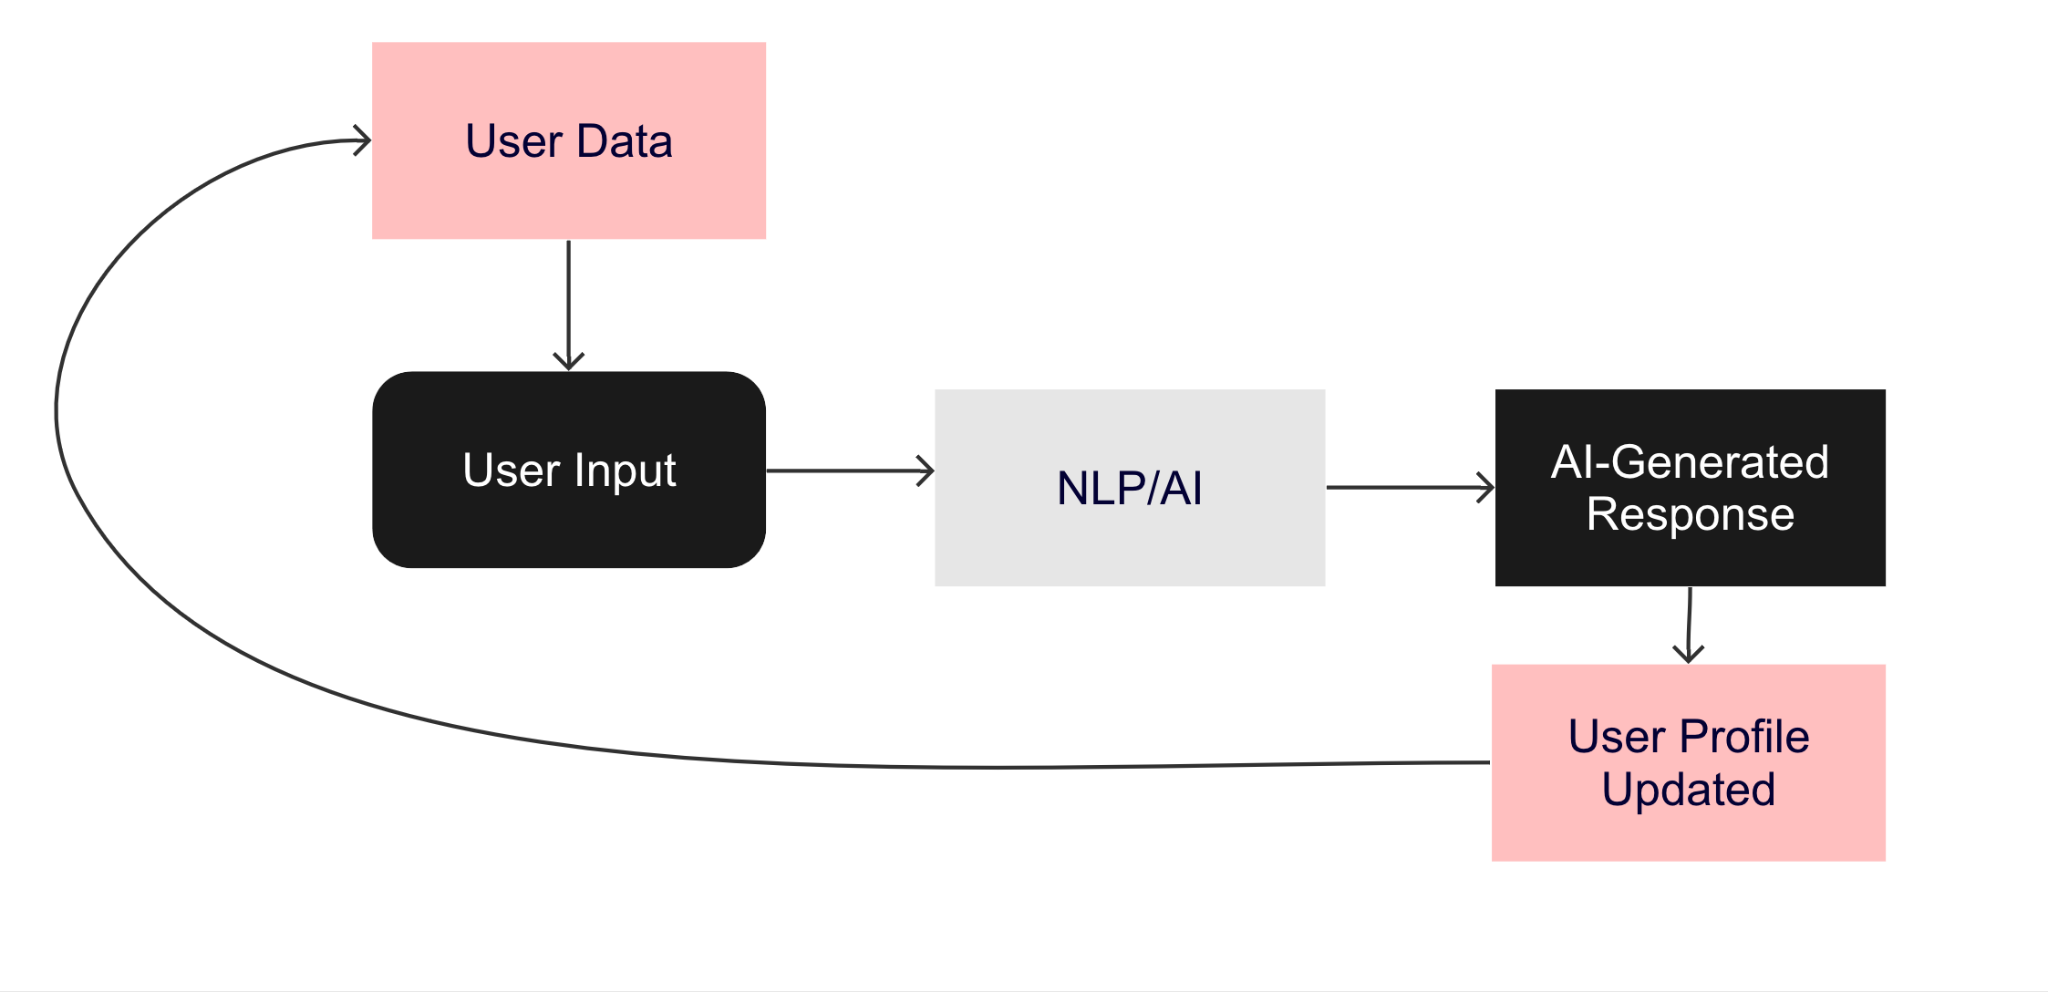 User Data
User Input
NLP/AI
AI-Generated
Response
User Profile
Updated